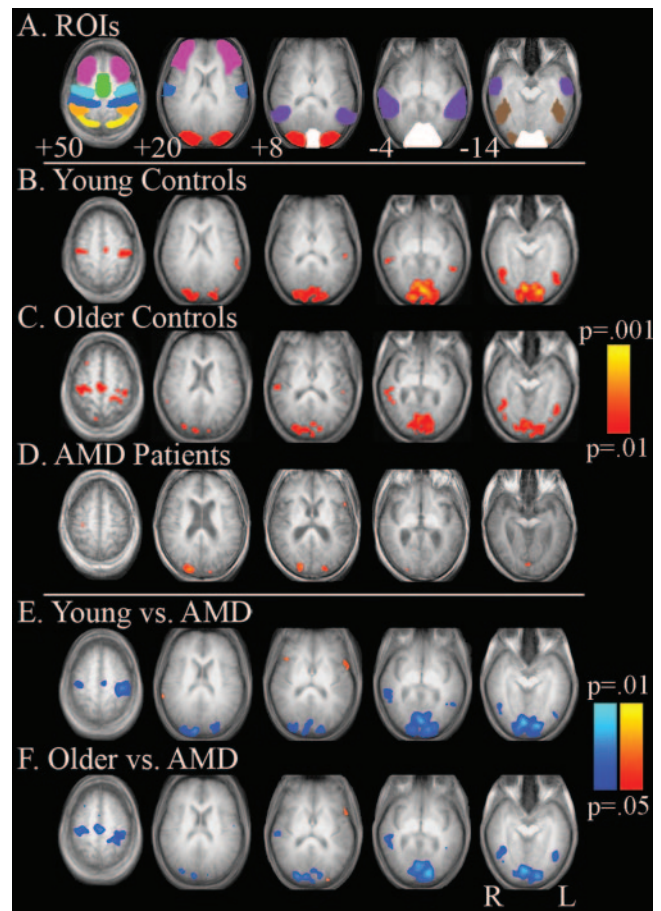 A. ROIs
+50 +20 +8 -4 -14
B. Young Controls
C. Older Controls
p=.001
p=.01
D. AMD Patients
E. Young vs. AMD
p=.01
F. Older vs. AMD
p=.05
R L